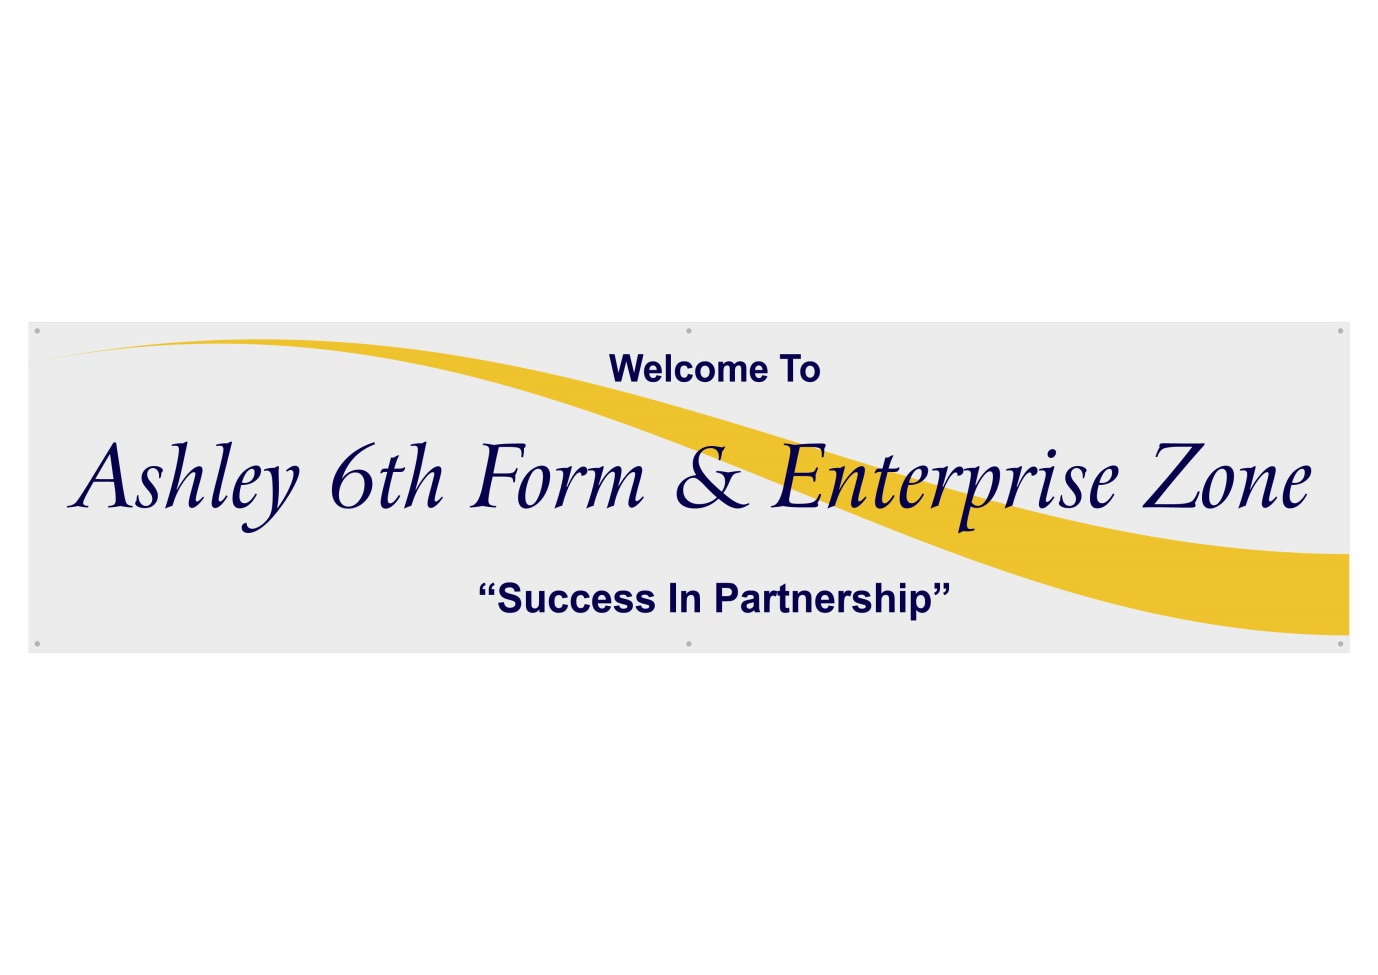 Welcome To
Ashley 6th Form & Enterprise Zone
“Success In Partnership”